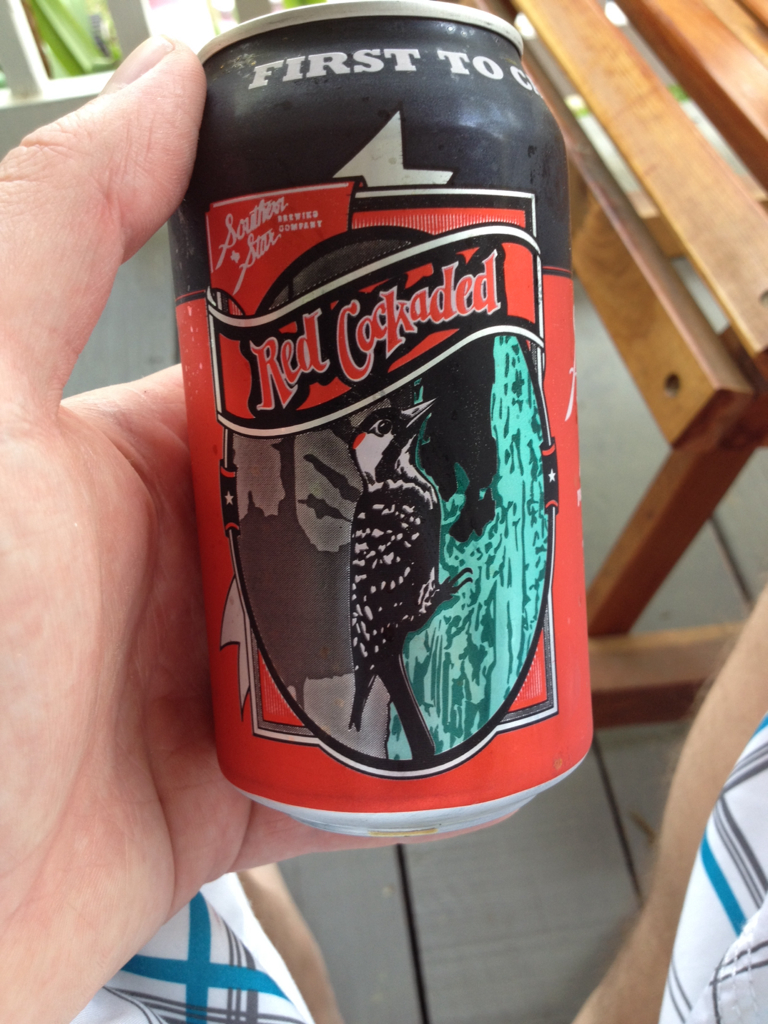 FIRST TO C
Southern
Star
BREWING
COMPANY
Red Cockaded